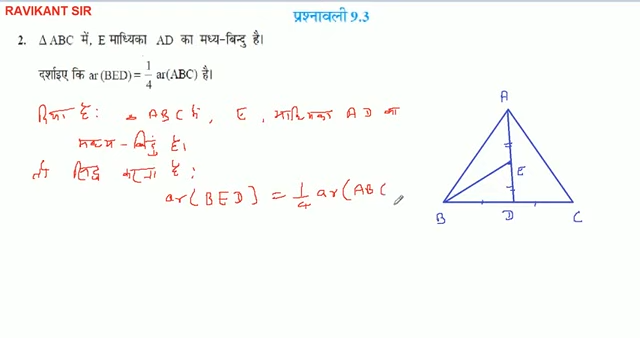 RAVIKANT SIR
प्रश्नावली 9.3
2. Δ ABC में, E माध्यिका AD का मध्य-बिन्दु है।
दर्शाइए कि ar (BED) = 1/4 ar(ABC) है।
दिया है: △ ABC में, E, माध्यिका AD का
मध्य-बिंदु है।
तो सिद्ध करना है:
ar(BED) = 1/4 ar(ABC
A
E
B D C